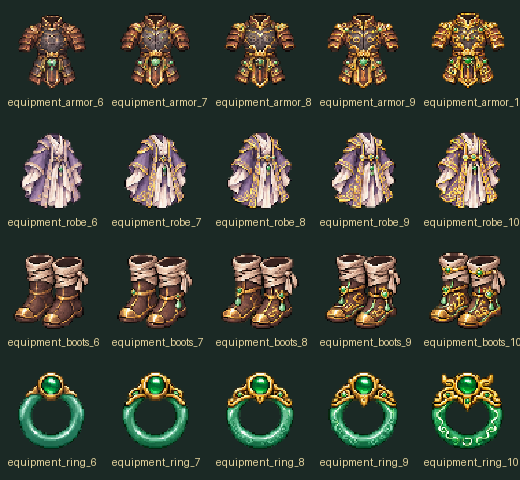 equipment_armor_6 equipment_armor_7 equipment_armor_8 equipment_armor_9 equipment_armor_1
equipment_robe_6 equipment_robe_7 equipment_robe_8 equipment_robe_9 equipment_robe_10
equipment_boots_6 equipment_boots_7 equipment_boots_8 equipment_boots_9 equipment_boots_10
equipment_ring_6 equipment_ring_7 equipment_ring_8 equipment_ring_9 equipment_ring_10